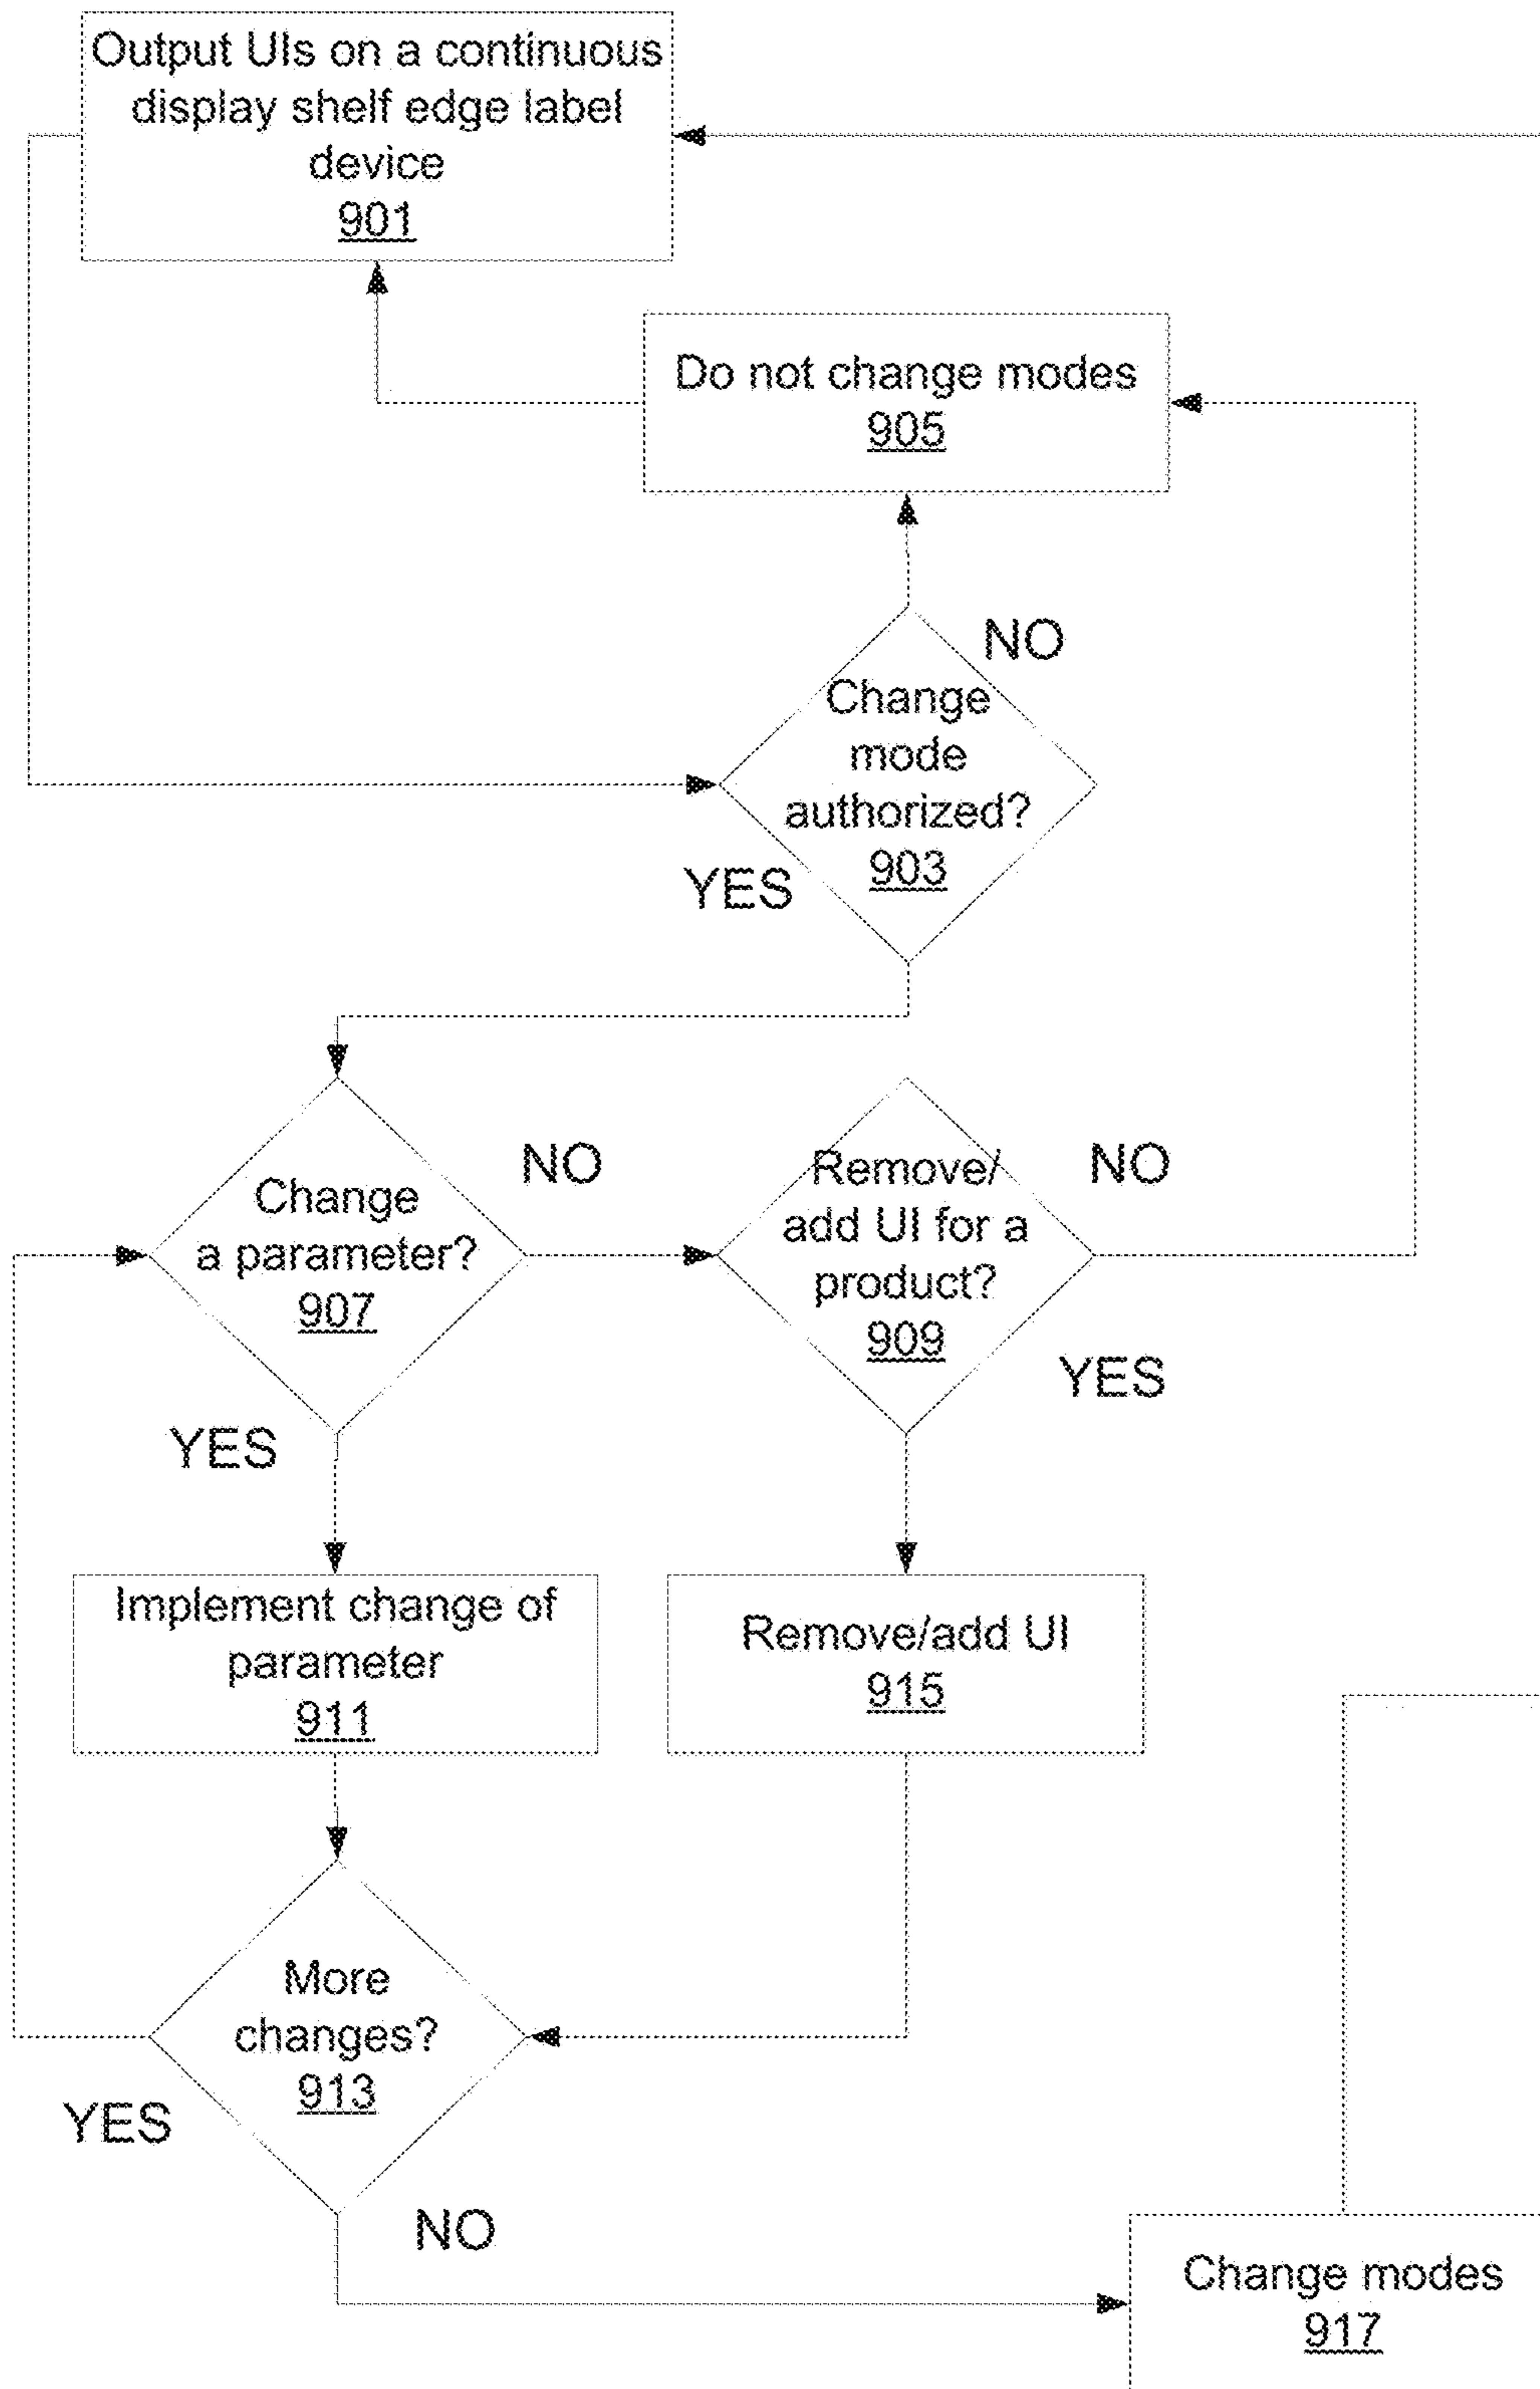 Output UIs on a continuous
display shelf edge label
device
901
Do not change modes
905
NO
Change
mode
authorized?
903
YES
Change
a parameter?
907
NO
Remove/
add UI for a
product?
909
NO
YES
YES
Implement change of
parameter
911
Remove/add UI
915
More
changes?
913
YES
NO
Change modes
917